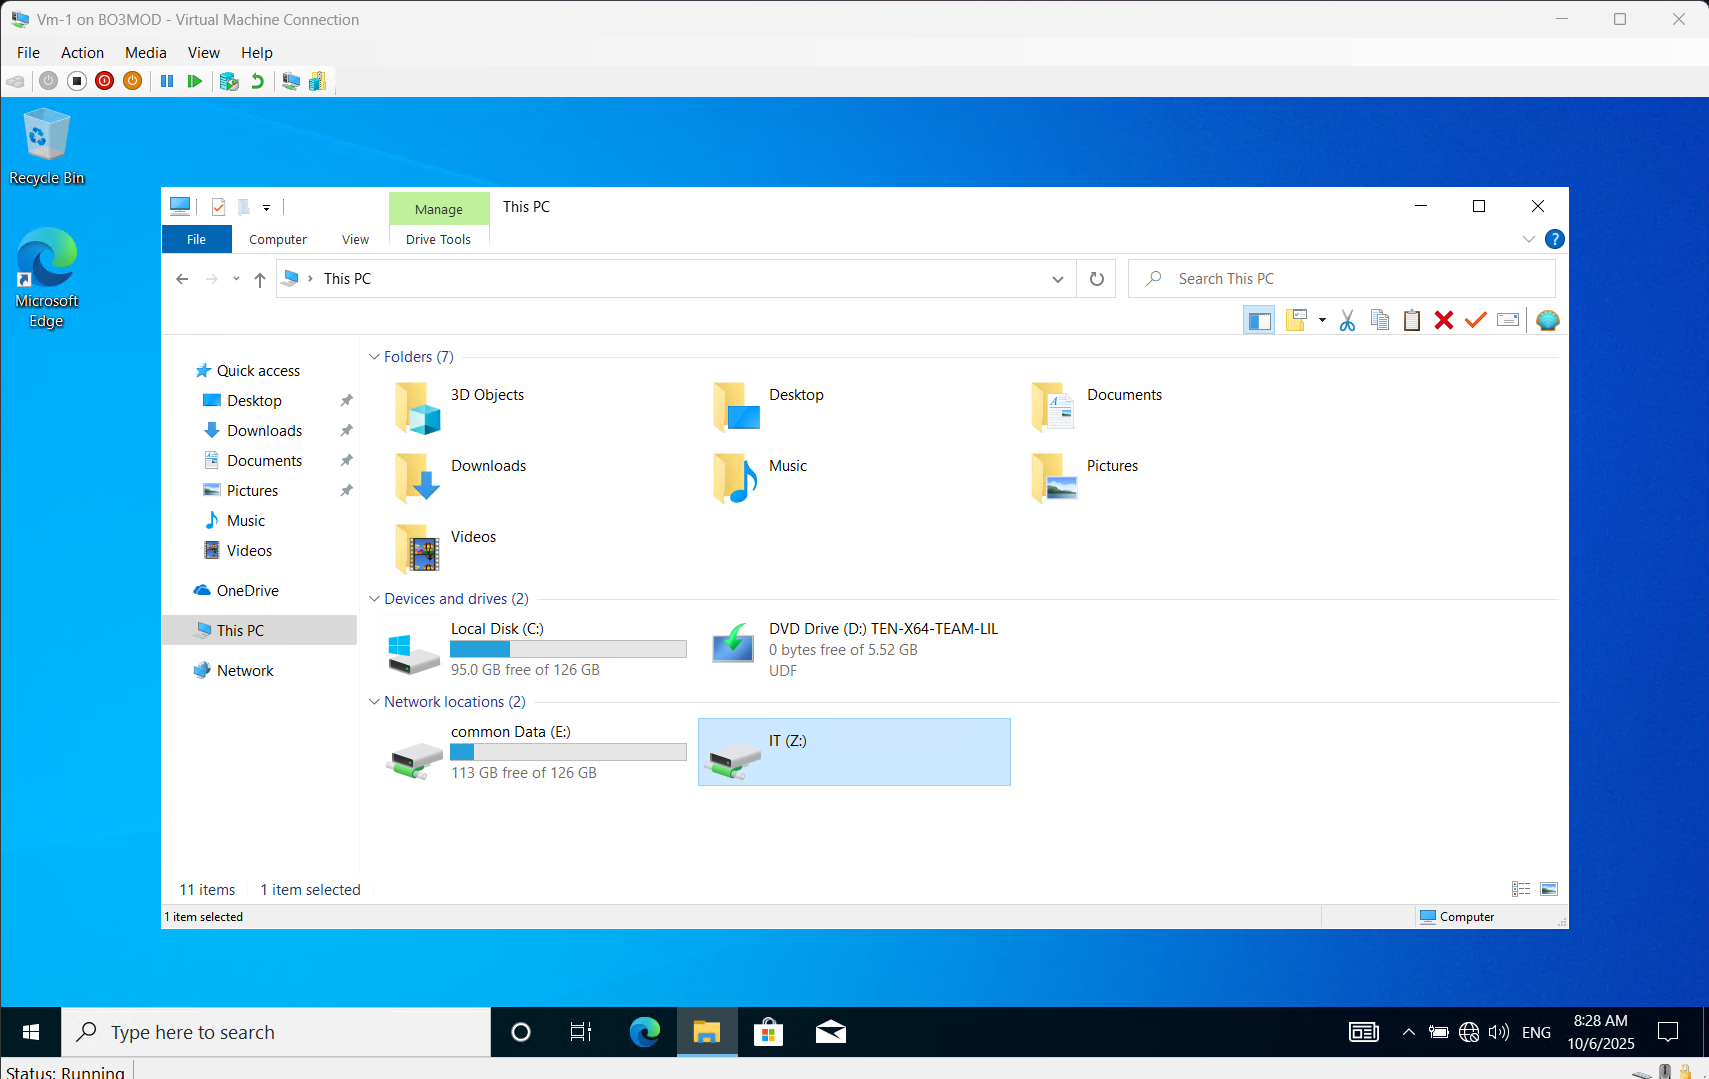 Vm-1 on BO3MOD - Virtual Machine Connection
File Action Media View Help
Recycle Bin
Microsoft
Edge
Manage This PC
File Computer View Drive Tools
This PC
Search This PC
Quick access
Desktop
Downloads
Documents
Pictures
Music
Videos
OneDrive
This PC
Network
Folders (7)
3D Objects
Desktop
Documents
Downloads
Music
Pictures
Videos
Devices and drives (2)
Local Disk (C:)
95.0 GB free of 126 GB
DVD Drive (D:) TEN-X64-TEAM-LIL
0 bytes free of 5.52 GB
UDF
Network locations (2)
common Data (E:)
113 GB free of 126 GB
IT (Z:)
11 items 1 item selected
1 item selected Computer
Type here to search
ENG
8:28 AM
10/6/2025
Status: Running